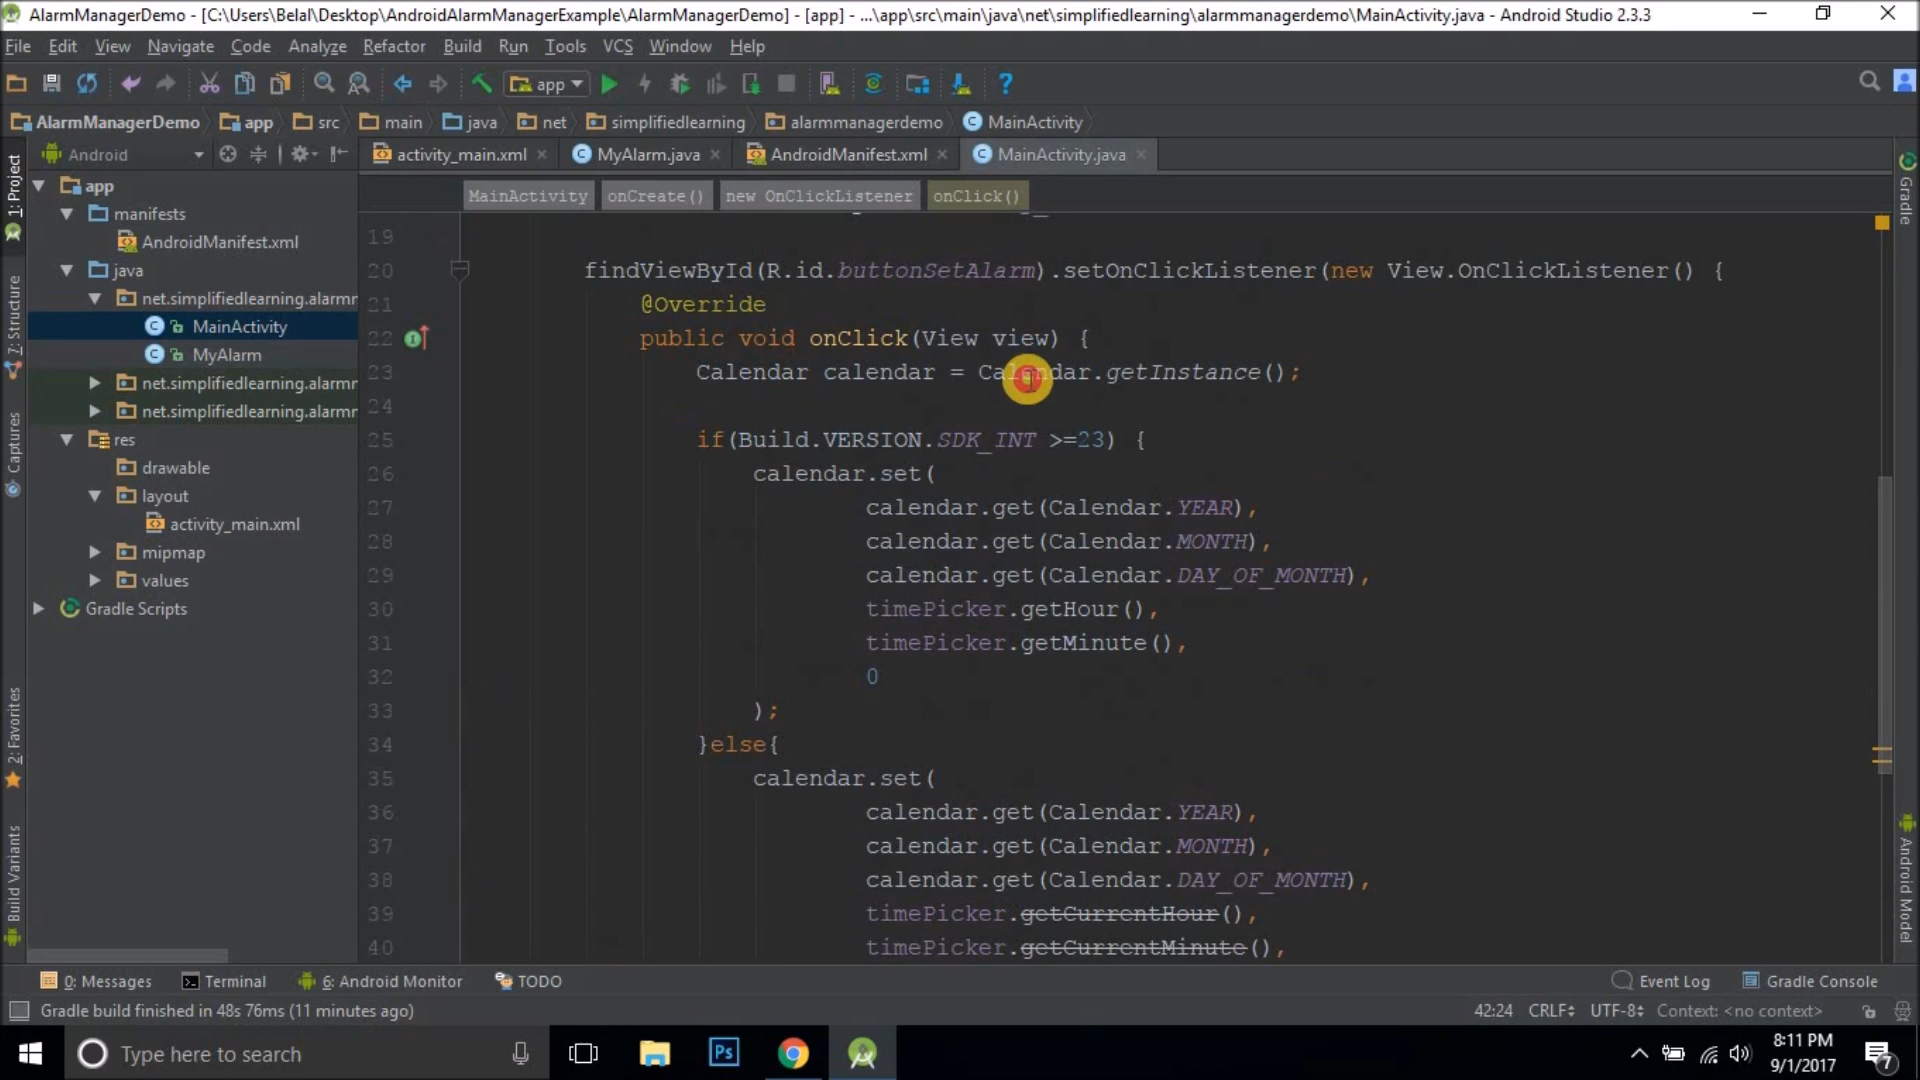 AlarmManagerDemo - [C:\Users\Belal\Desktop\AndroidAlarmManagerExample\AlarmManagerDemo] - [app] - ...\app\src\main\java\net\simplifiedlearning\alarmmanagerdemo\MainActivity.java - Android Studio 2.3.3
File Edit View Navigate Code Analyze Refactor Build Run Tools VCS Window Help
app
AlarmManagerDemo app src main java net simplifiedlearning alarmmanagerdemo MainActivity
Android
activity_main.xml MyAlarm.java AndroidManifest.xml MainActivity.java
MainActivity onCreate() new OnClickListener onClick()
1: Project
7: Structure
Captures
2: Favorites
Build Variants
app
manifests
AndroidManifest.xml
java
net.simplifiedlearning.alarmr
MainActivity
MyAlarm
net.simplifiedlearning.alarmr
net.simplifiedlearning.alarmr
res
drawable
layout
activity_main.xml
mipmap
values
Gradle Scripts
19
20 findViewById(R.id.buttonSetAlarm).setOnClickListener(new View.OnClickListener() {
21 @Override
22 public void onClick(View view) {
23 Calendar calendar = Calendar.getInstance();
24
25 if(Build.VERSION.SDK_INT >=23) {
26 calendar.set(
27 calendar.get(Calendar.YEAR),
28 calendar.get(Calendar.MONTH),
29 calendar.get(Calendar.DAY_OF_MONTH),
30 timePicker.getHour(),
31 timePicker.getMinute(),
32 0
33 );
34 }else{
35 calendar.set(
36 calendar.get(Calendar.YEAR),
37 calendar.get(Calendar.MONTH),
38 calendar.get(Calendar.DAY_OF_MONTH),
39 timePicker.getCurrentHour(),
40 timePicker.getCurrentMinute(),
Gradle
Android Model
0: Messages Terminal 6: Android Monitor TODO Event Log Gradle Console
Gradle build finished in 48s 76ms (11 minutes ago) 42:24 CRLF UTF-8 Context: <no context>
Type here to search
Ps
8:11 PM
9/1/2017
7